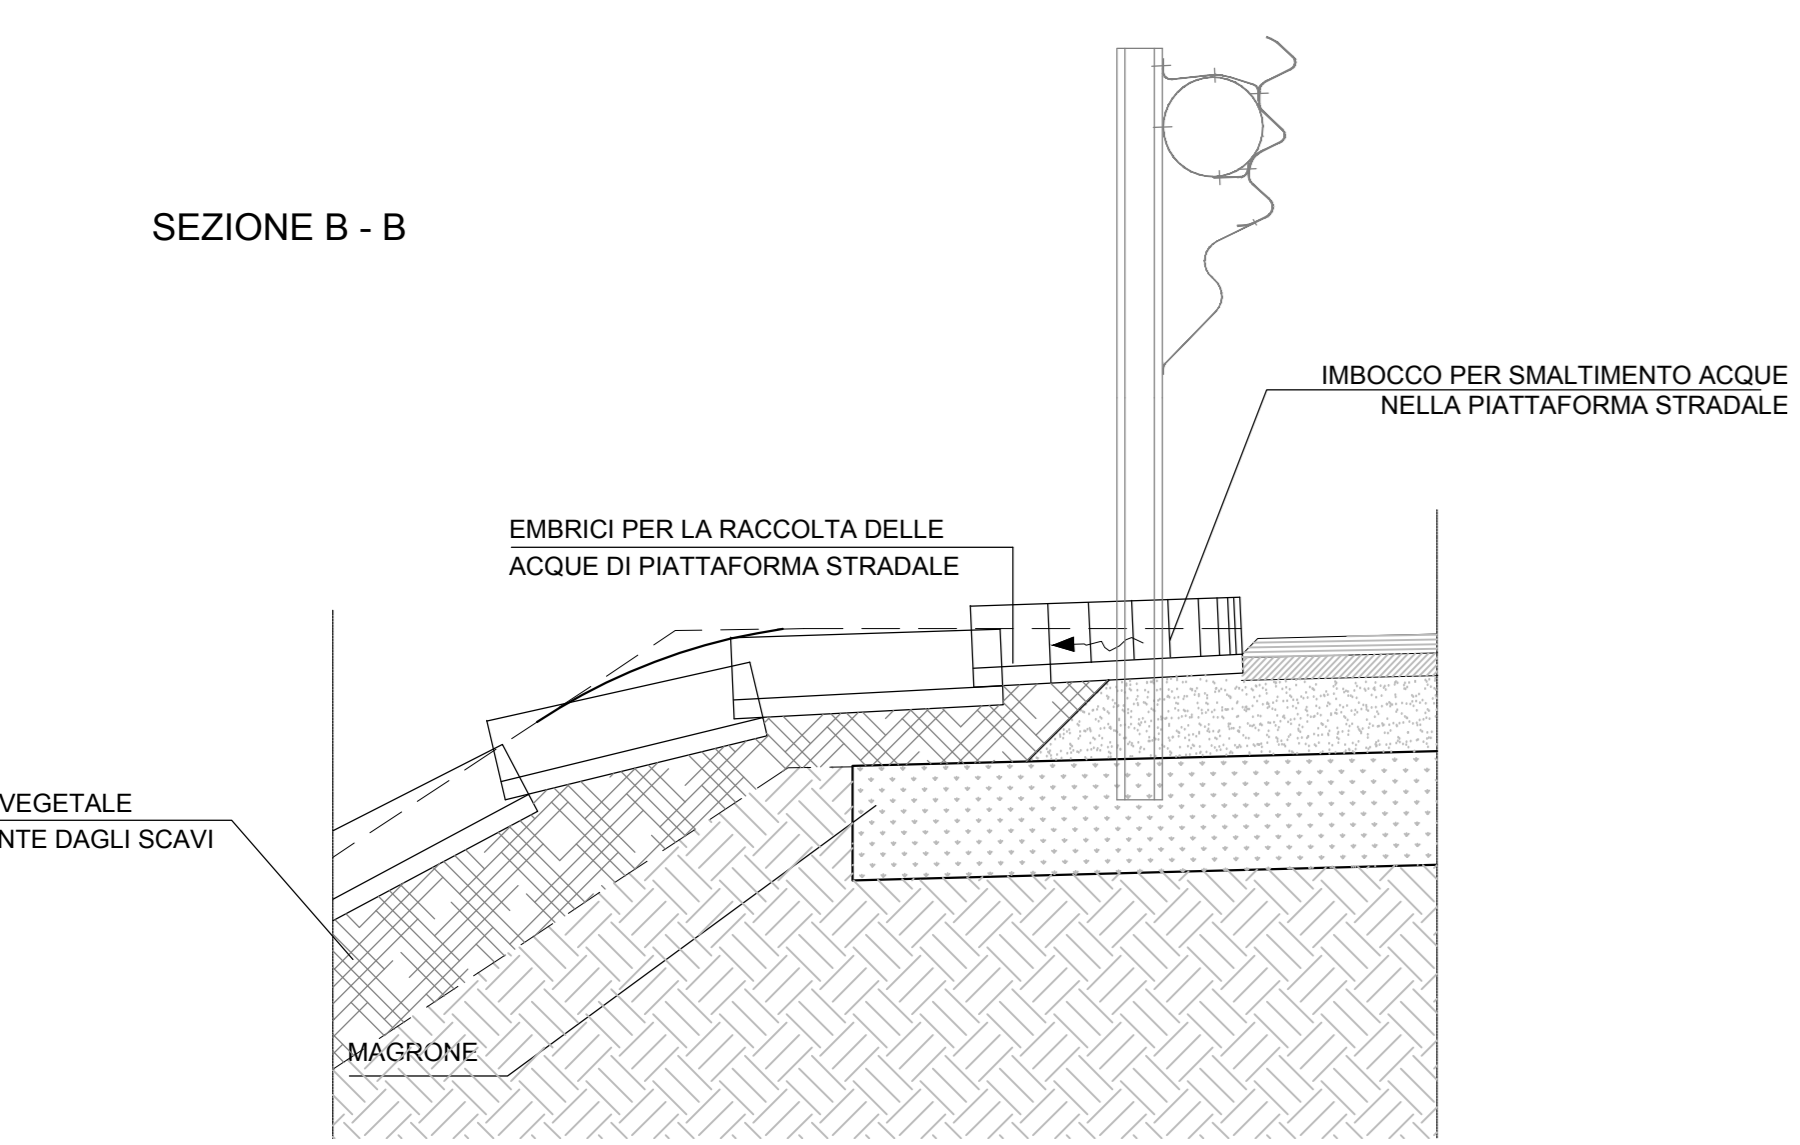 SEZIONE B - B
IMBOCCO PER SMALTIMENTO ACQUE
NELLA PIATTAFORMA STRADALE
EMBRICI PER LA RACCOLTA DELLE
ACQUE DI PIATTAFORMA STRADALE
VEGETALE
NTE DAGLI SCAVI
MAGRONE